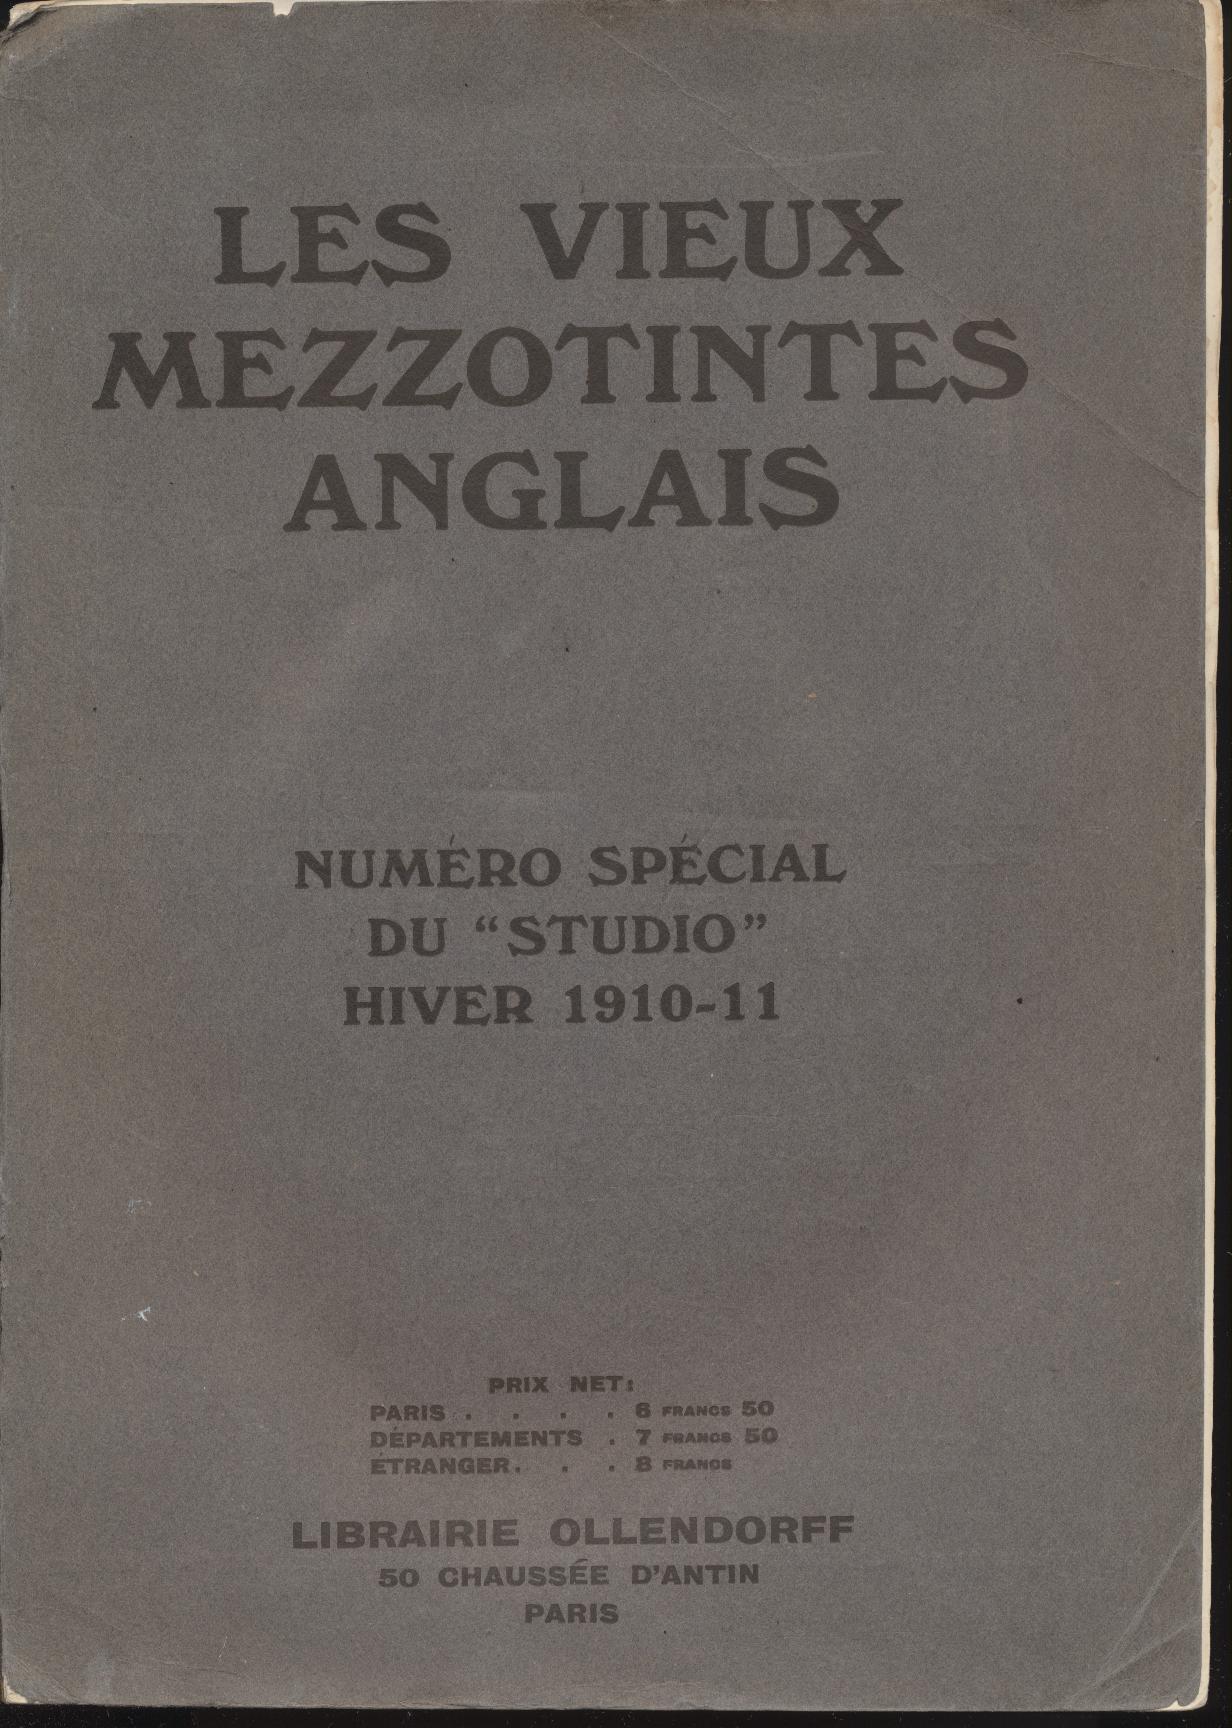 LES VIEUX
MEZZOTINTES
ANGLAIS
NUMÉRO SPÉCIAL
DU “STUDIO”
HIVER 1910-11
PRIX NET:
PARIS . . . . 6 FRANCS 50
DÉPARTEMENTS . 7 FRANCS 50
ÉTRANGER. . . 8 FRANCS
LIBRAIRIE OLLENDORFF
50 CHAUSSÉE D’ANTIN
PARIS